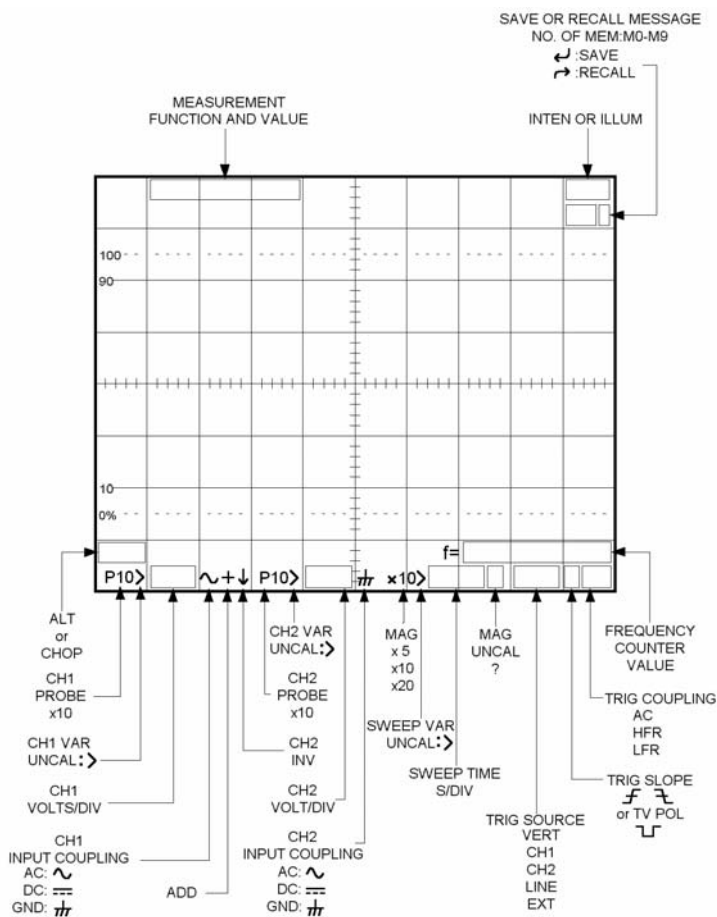 SAVE OR RECALL MESSAGE
NO. OF MEM:M0-M9
:SAVE
:RECALL
MEASUREMENT
FUNCTION AND VALUE
INTEN OR ILLUM
100
90
10
0%
f=
P10 > ~ + ↓ P10 > x10 >
ALT
or
CHOP
CH1
PROBE
x10
CH1 VAR
UNCAL:>
CH1
VOLTS/DIV
CH1
INPUT COUPLING
AC: ~
DC:
GND:
ADD
CH2 VAR
UNCAL:>
CH2
PROBE
x10
CH2
INV
CH2
VOLT/DIV
CH2
INPUT COUPLING
AC: ~
DC:
GND:
MAG
x 5
x10
x20
SWEEP VAR
UNCAL:>
MAG
UNCAL
?
SWEEP TIME
S/DIV
TRIG SOURCE
VERT
CH1
CH2
LINE
EXT
FREQUENCY
COUNTER
VALUE
TRIG COUPLING
AC
HFR
LFR
TRIG SLOPE
or TV POL